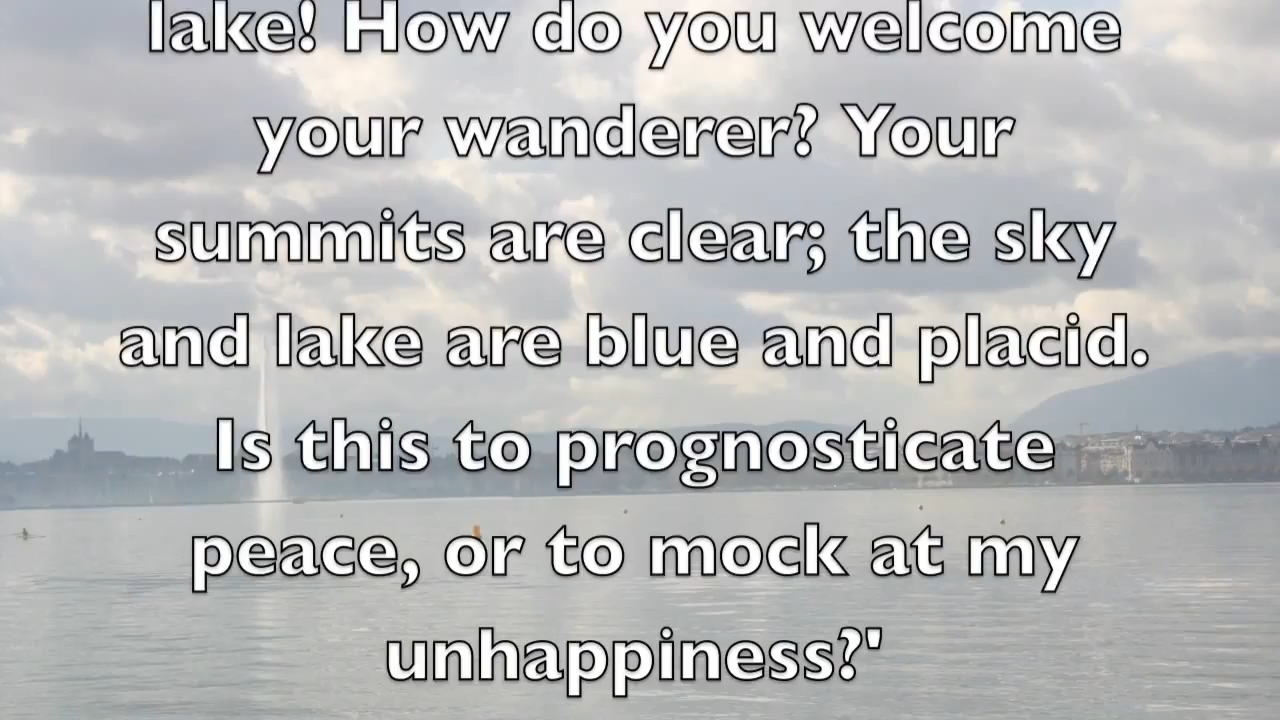 lake! How do you welcome
your wanderer? Your
summits are clear; the sky
and lake are blue and placid.
Is this to prognosticate
peace, or to mock at my
unhappiness?'